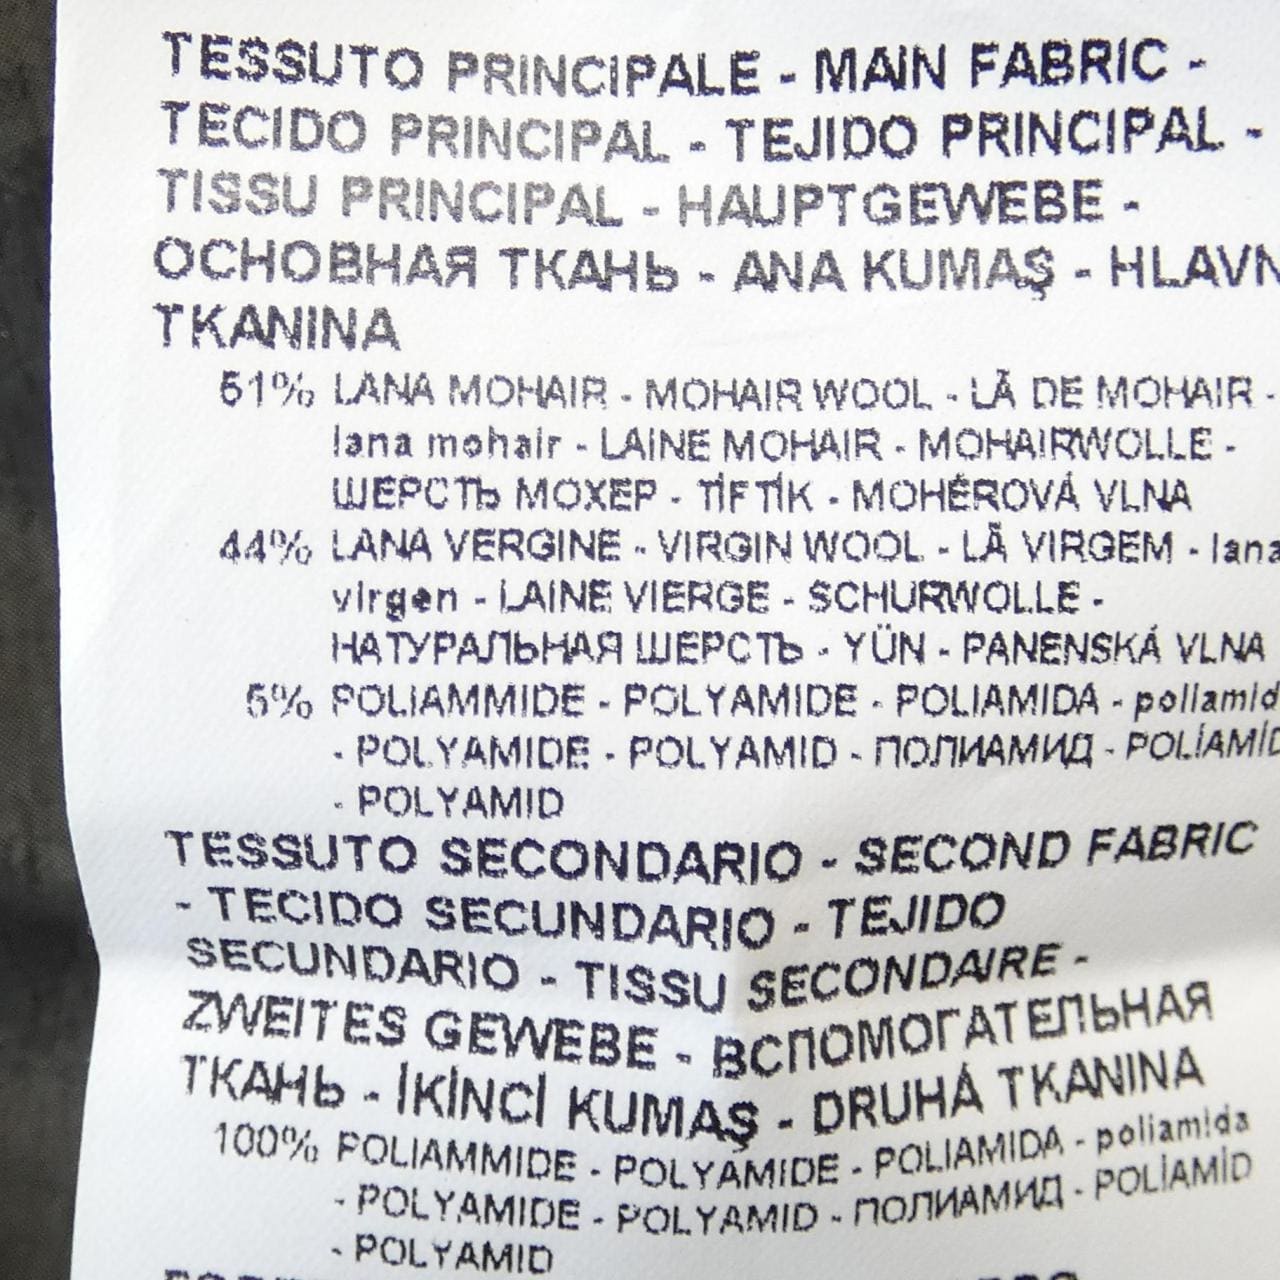 TESSUTO PRINCIPALE - MAIN FABRIC -
TECIDO PRINCIPAL - TEJIDO PRINCIPAL -
TISSU PRINCIPAL - HAUPTGEWEBE -
ОСНОВНАЯ ТКАНЬ - ANA KUMAŞ - HLAVN
TKANINA
51% LANA MOHAIR - MOHAIR WOOL - LÃ DE MOHAIR -
lana mohair - LAINE MOHAIR - MOHAIRWOLLE -
ШЕРСТЬ МОХЕР - TİFTİK - MOHÉROVÁ VLNA
44% LANA VERGINE - VIRGIN WOOL - LÃ VIRGEM - lana
virgen - LAINE VIERGE - SCHURWOLLE -
НАТУРАЛЬНАЯ ШЕРСТЬ - YÜN - PANENSKÁ VLNA
5% POLIAMMIDE - POLYAMIDE - POLIAMIDA - poliamid
- POLYAMIDE - POLYAMID - ПОЛИАМИД - POLİAMİD
- POLYAMID
TESSUTO SECONDARIO - SECOND FABRIC
- TECIDO SECUNDARIO - TEJIDO
SECUNDARIO - TISSU SECONDAIRE -
ZWEITES GEWEBE - ВСПОМОГАТЕЛЬНАЯ
ТКАНЬ - İKİNCİ KUMAŞ - DRUHÁ TKANINA
100% POLIAMMIDE - POLYAMIDE - POLIAMIDA - poliamida
- POLYAMIDE - POLYAMID - ПОЛИАМИД - POLİAMİD
- POLYAMID